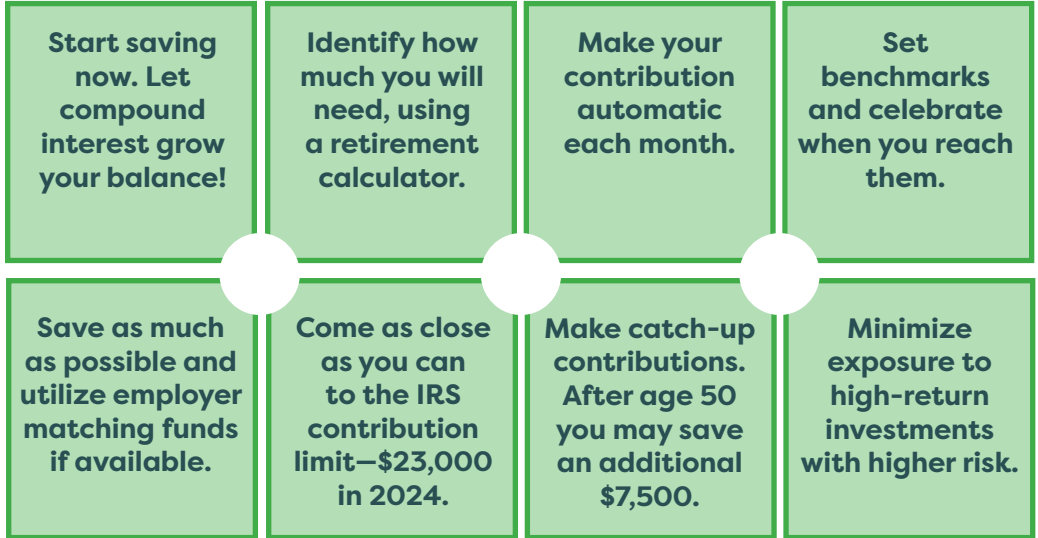 Start saving
now. Let
compound
interest grow
your balance!
Identify how
much you will
need, using
a retirement
calculator.
Make your
contribution
automatic
each month.
Set
benchmarks
and celebrate
when you reach
them.
Save as much
as possible and
utilize employer
matching funds
if available.
Come as close
as you can
to the IRS
contribution
limit—$23,000
in 2024.
Make catch-up
contributions.
After age 50
you may save
an additional
$7,500.
Minimize
exposure to
high-return
investments
with higher risk.